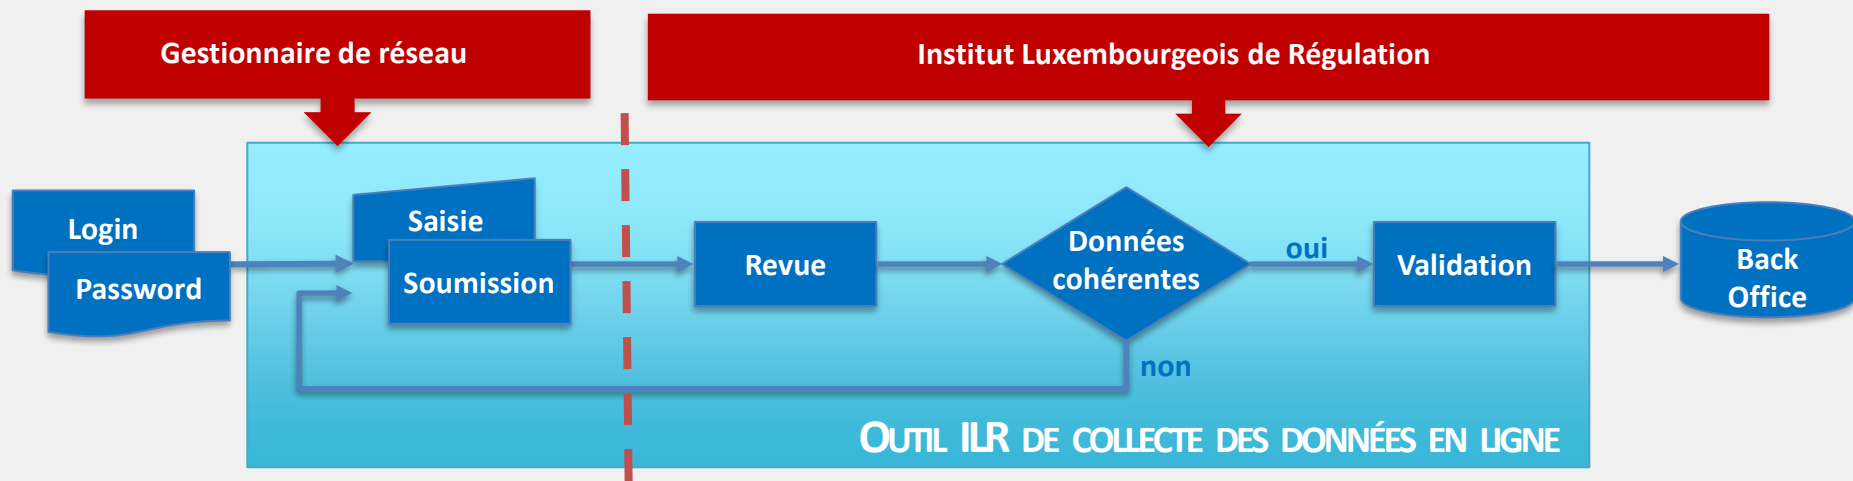 Gestionnaire de réseau
Institut Luxembourgeois de Régulation
Login
Password
Saisie
Soumission
Revue
Données
cohérentes
oui
non
Validation
Back
Office
OUTIL ILR DE COLLECTE DES DONNÉES EN LIGNE